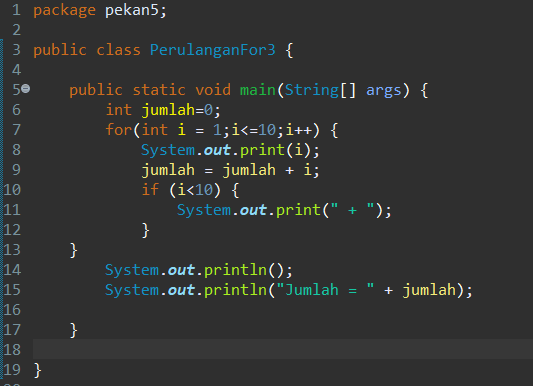 1 package pekan5;
2
3 public class PerulanganFor3 {
4
5     public static void main(String[] args) {
6         int jumlah=0;
7         for(int i = 1;i<=10;i++) {
8             System.out.print(i);
9             jumlah = jumlah + i;
10             if (i<10) {
11                 System.out.print(" + ");
12             }
13     }
14         System.out.println();
15         System.out.println("Jumlah = " + jumlah);
16
17     }
18
19 }